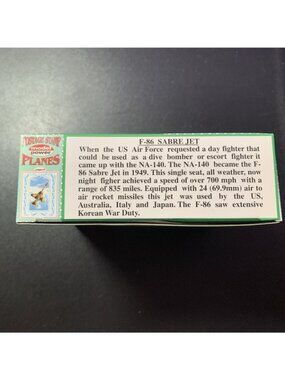 POSTAGE STAMP
power
PLANES
F-86 SABRE JET
When the US Air Force requested a day fighter that
could be used as a dive bomber or escort fighter it
came up with the NA-140. The NA-140 became the F-
86 Sabre Jet in 1949. This single seat, all weather, now
night figher achieved a speed of over 700 mph with a
range of 835 miles. Equipped with 24 (69.9mm) air to
air rocket missiles this jet was used by the US,
Australia, Italy and Japan. The F-86 saw extensive
Korean War Duty.